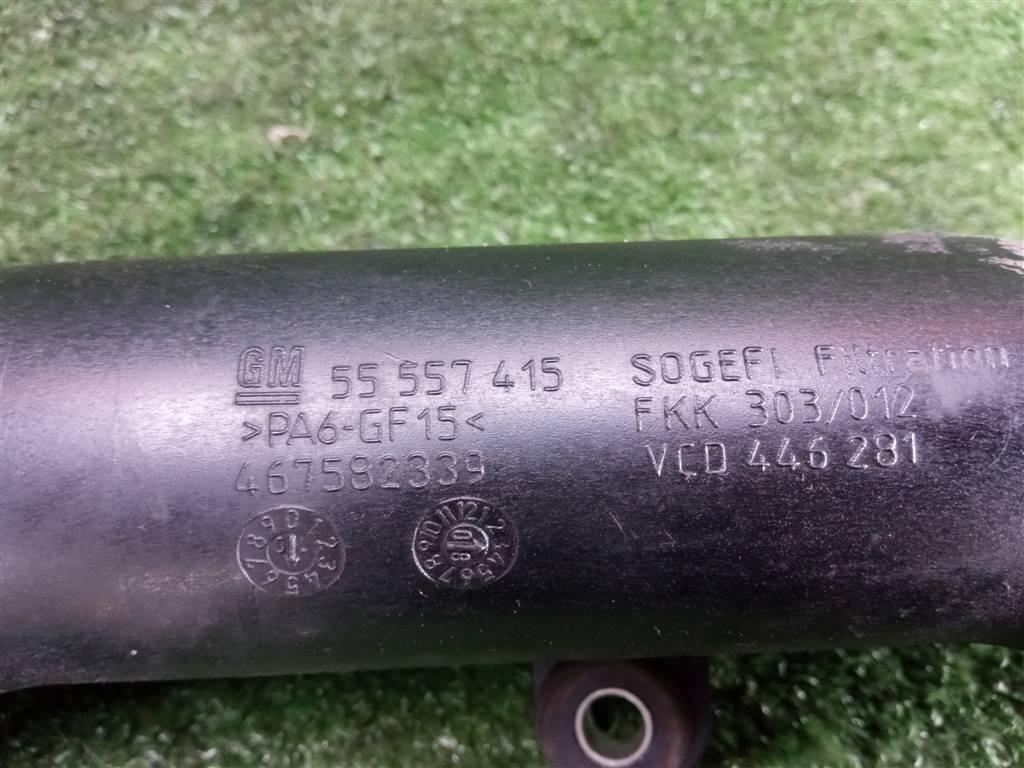 GM 55 557 415
>PA6-GF15<
467582339
SOGEFI Filtration
FKK 303/012
VCD 446 281